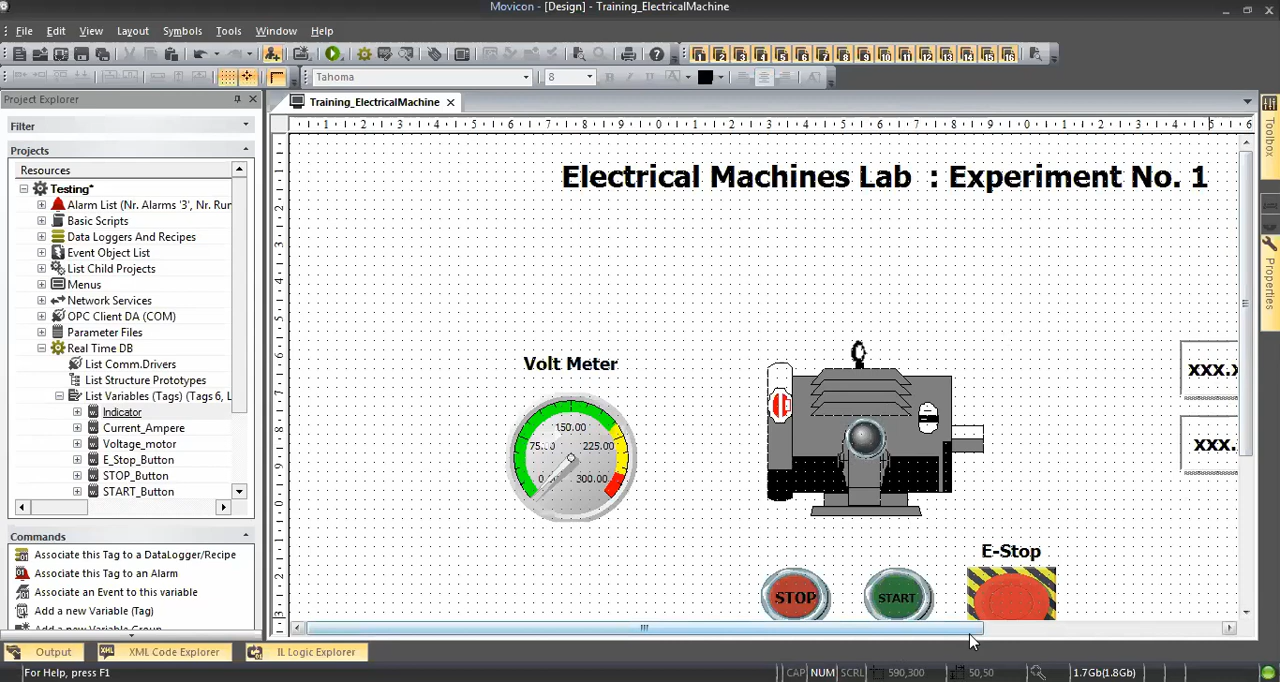 Movicon - [Design] - Training_ElectricalMachine
File Edit View Layout Symbols Tools Window Help
Tahoma 8
Project Explorer
Training_ElectricalMachine
Filter
Projects
Resources
Testing*
Alarm List (Nr. Alarms '3', Nr. Run
Basic Scripts
Data Loggers And Recipes
Event Object List
List Child Projects
Menus
Network Services
OPC Client DA (COM)
Parameter Files
Real Time DB
List Comm.Drivers
List Structure Prototypes
List Variables (Tags) (Tags 6, L
Indicator
Current_Ampere
Voltage_motor
E_Stop_Button
STOP_Button
START_Button
Commands
Associate this Tag to a DataLogger/Recipe
Associate this Tag to an Alarm
Associate an Event to this variable
Add a new Variable (Tag)
Add a new Variable Group
Electrical Machines Lab : Experiment No. 1
Volt Meter
150.00
75.
225.00
0
300.00
xxx.x
xxx.
E-Stop
STOP
START
Toolbox
Properties
Output
XML Code Explorer
IL Logic Explorer
For Help, press F1
CAP NUM SCRL 590,300 50,50 1.7Gb(1.8Gb)